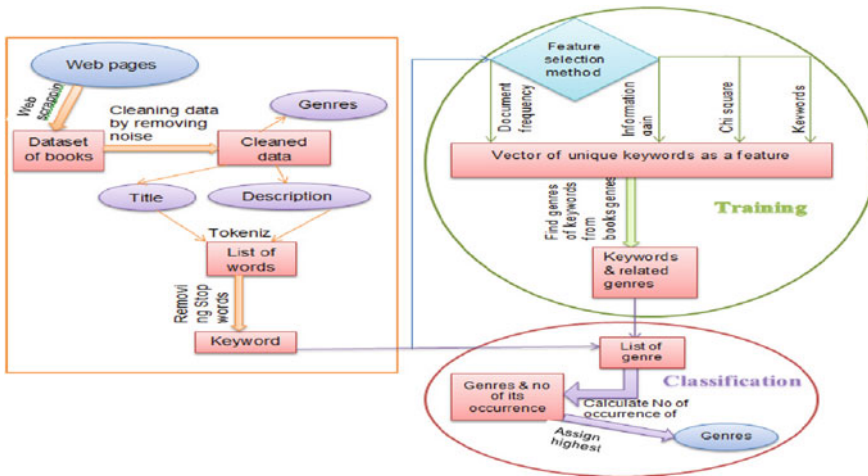 Web pages
Web
scrappin
Cleaning data
by removing
noise
Genres
Dataset
of books
Cleaned
data
Title
Description
Tokeniz
List of
words
Removi
ng Stop
words
Keyword
Feature
selection
method
Document
frequency
Information
gain
Chi square
Keywords
Vector of unique keywords as a feature
Find genres
of keywords
from
books genres
Training
Keywords
& related
genres
List of
genre
Classification
Genres & no
of its
occurrence
Calculate No of
occurrence of
Assign
highest
Genres